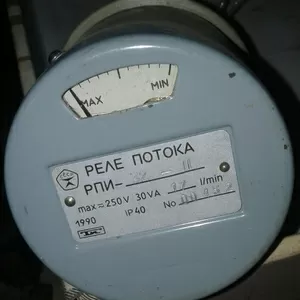 MAX MIN
РЕЛЕ ПОТОКА
РПИ-
max=250V 30VA l/min
1990 IP40 No